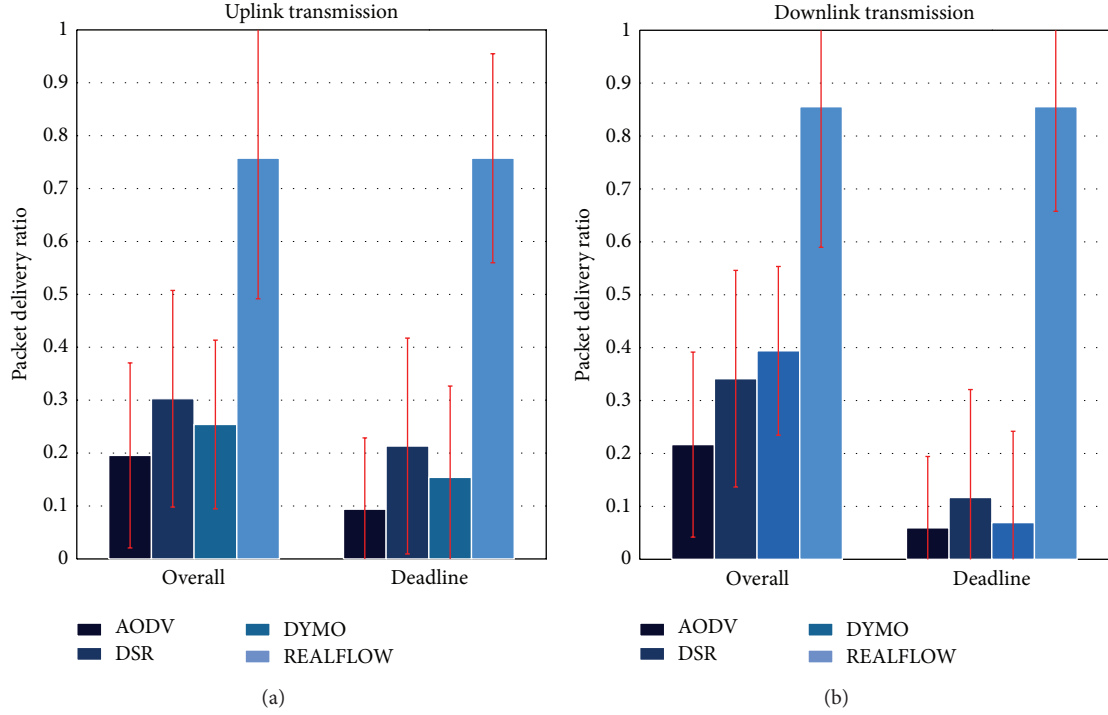 Uplink transmission
1
0.9
0.8
0.7
0.6
0.5
0.4
0.3
0.2
0.1
0
Packet delivery ratio
Overall
Deadline
AODV
DSR
DYMO
REALFLOW
(a)
Downlink transmission
1
0.9
0.8
0.7
0.6
0.5
0.4
0.3
0.2
0.1
0
Packet delivery ratio
Overall
Deadline
AODV
DSR
DYMO
REALFLOW
(b)